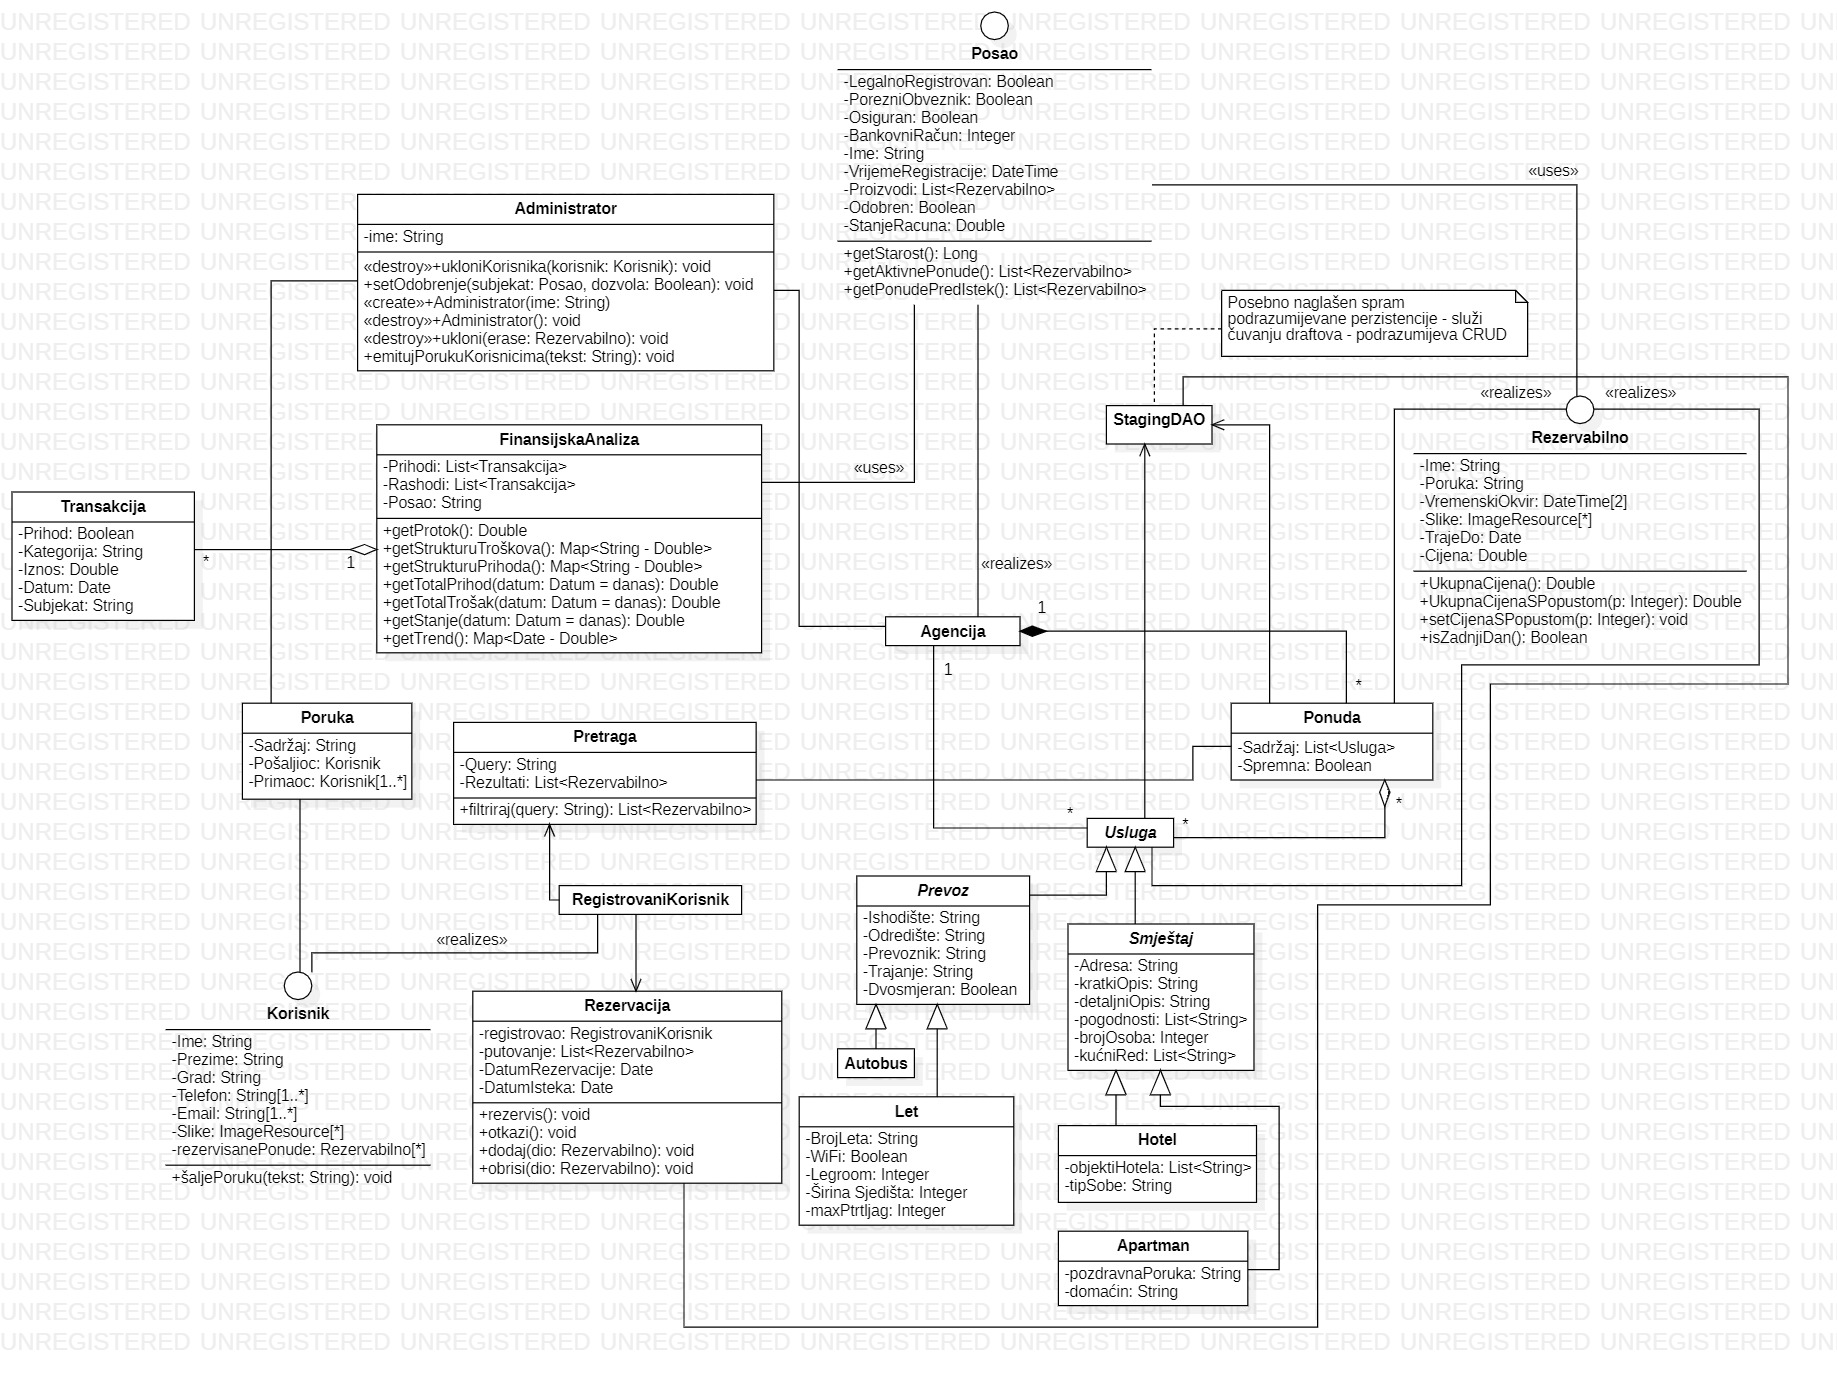 Posao
-LegalnoRegistrovan: Boolean
-PorezniObveznik: Boolean
-Osiguran: Boolean
-BankovniRačun: Integer
-Ime: String
-VrijemeRegistracije: DateTime
-Proizvodi: List<Rezervabilno>
-Odobren: Boolean
-StanjeRacuna: Double
+getStarost(): Long
+getAktivnePonude(): List<Rezervabilno>
+getPonudePredIstek(): List<Rezervabilno>
«uses»
Administrator
-ime: String
«destroy»+ukloniKorisnika(korisnik: Korisnik): void
+setOdobrenje(subjekat: Posao, dozvola: Boolean): void
«create»+Administrator(ime: String)
«destroy»+Administrator(): void
«destroy»+ukloni(erase: Rezervabilno): void
+emitujPorukuKorisnicima(tekst: String): void
Posebno naglašen spram
podrazumijevane perzistencije - služi
čuvanju draftova - podrazumijeva CRUD
StagingDAO
«realizes»
«realizes»
Rezervabilno
-Ime: String
-Poruka: String
-VremenskiOkvir: DateTime[2]
-Slike: ImageResource[*]
-TrajeDo: Date
-Cijena: Double
+UkupnaCijena(): Double
+UkupnaCijenaSPopustom(p: Integer): Double
+setCijenaSPopustom(p: Integer): void
+isZadnjiDan(): Boolean
FinansijskaAnaliza
-Prihodi: List<Transakcija>
-Rashodi: List<Transakcija>
-Posao: String
+getProtok(): Double
+getStrukturuTroškova(): Map<String - Double>
+getStrukturuPrihoda(): Map<String - Double>
+getTotalPrihod(datum: Datum = danas): Double
+getTotalTrošak(datum: Datum = danas): Double
+getStanje(datum: Datum = danas): Double
+getTrend(): Map<Date - Double>
«uses»
Transakcija
-Prihod: Boolean
-Kategorija: String
-Iznos: Double
-Datum: Date
-Subjekat: String
*
1
«realizes»
Agencija
1
1
*
Poruka
-Sadržaj: String
-Pošaljioc: Korisnik
-Primaoc: Korisnik[1..*]
Pretraga
-Query: String
-Rezultati: List<Rezervabilno>
+filtriraj(query: String): List<Rezervabilno>
Ponuda
-Sadržaj: List<Usluga>
-Spremna: Boolean
*
*
*
Usluga
RegistrovaniKorisnik
«realizes»
Korisnik
-Ime: String
-Prezime: String
-Grad: String
-Telefon: String[1..*]
-Email: String[1..*]
-Slike: ImageResource[*]
-rezervisanePonude: Rezervabilno[*]
+šaljePoruku(tekst: String): void
Rezervacija
-registrovao: RegistrovaniKorisnik
-putovanje: List<Rezervabilno>
-DatumRezervacije: Date
-DatumIsteka: Date
+rezervis(): void
+otkazi(): void
+dodaj(dio: Rezervabilno): void
+obrisi(dio: Rezervabilno): void
Prevoz
-Ishodište: String
-Odredište: String
-Prevoznik: String
-Trajanje: String
-Dvosmjeran: Boolean
Smještaj
-Adresa: String
-kratkiOpis: String
-detaljniOpis: String
-pogodnosti: List<String>
-brojOsoba: Integer
-kućniRed: List<String>
Autobus
Let
-BrojLeta: String
-WiFi: Boolean
-Legroom: Integer
-Širina Sjedišta: Integer
-maxPtrtljag: Integer
Hotel
-objektiHotela: List<String>
-tipSobe: String
Apartman
-pozdravnaPoruka: String
-domaćin: String
UNREGISTERED